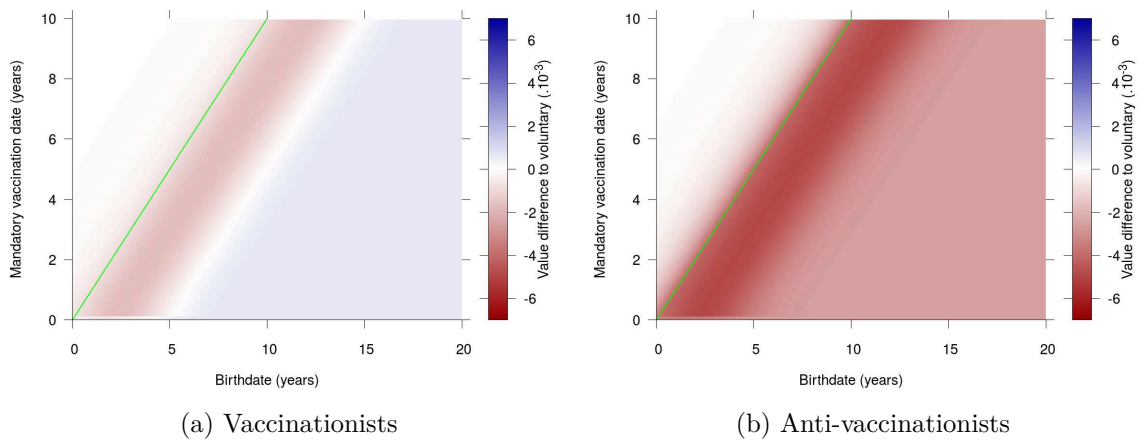 10
8
6
4
2
0
Mandatory vaccination date (years)
0 5 10 15 20
Birthdate (years)
6
4
2
0
-2
-4
-6
Value difference to voluntary (.10⁻³)
(a) Vaccinationists
10
8
6
4
2
0
Mandatory vaccination date (years)
0 5 10 15 20
Birthdate (years)
6
4
2
0
-2
-4
-6
Value difference to voluntary (.10⁻³)
(b) Anti-vaccinationists